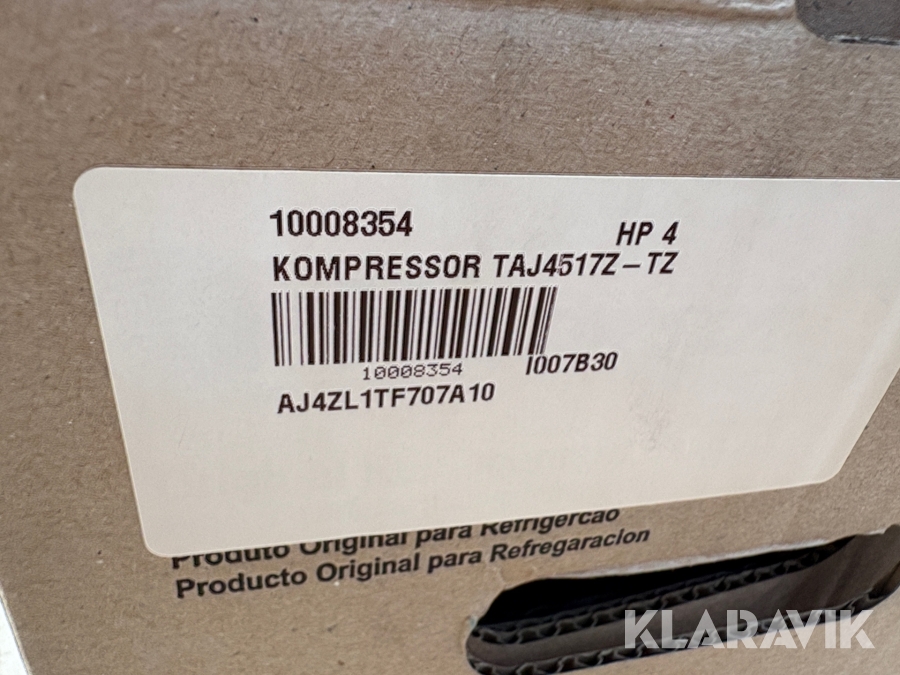 10008354
HP 4
KOMPRESSOR TAJ4517Z-TZ
10008354
I007B30
AJ4ZL1TF707A10
Produto Original para Refrigercao
Producto Original para Refregaracion
KLARAVIK